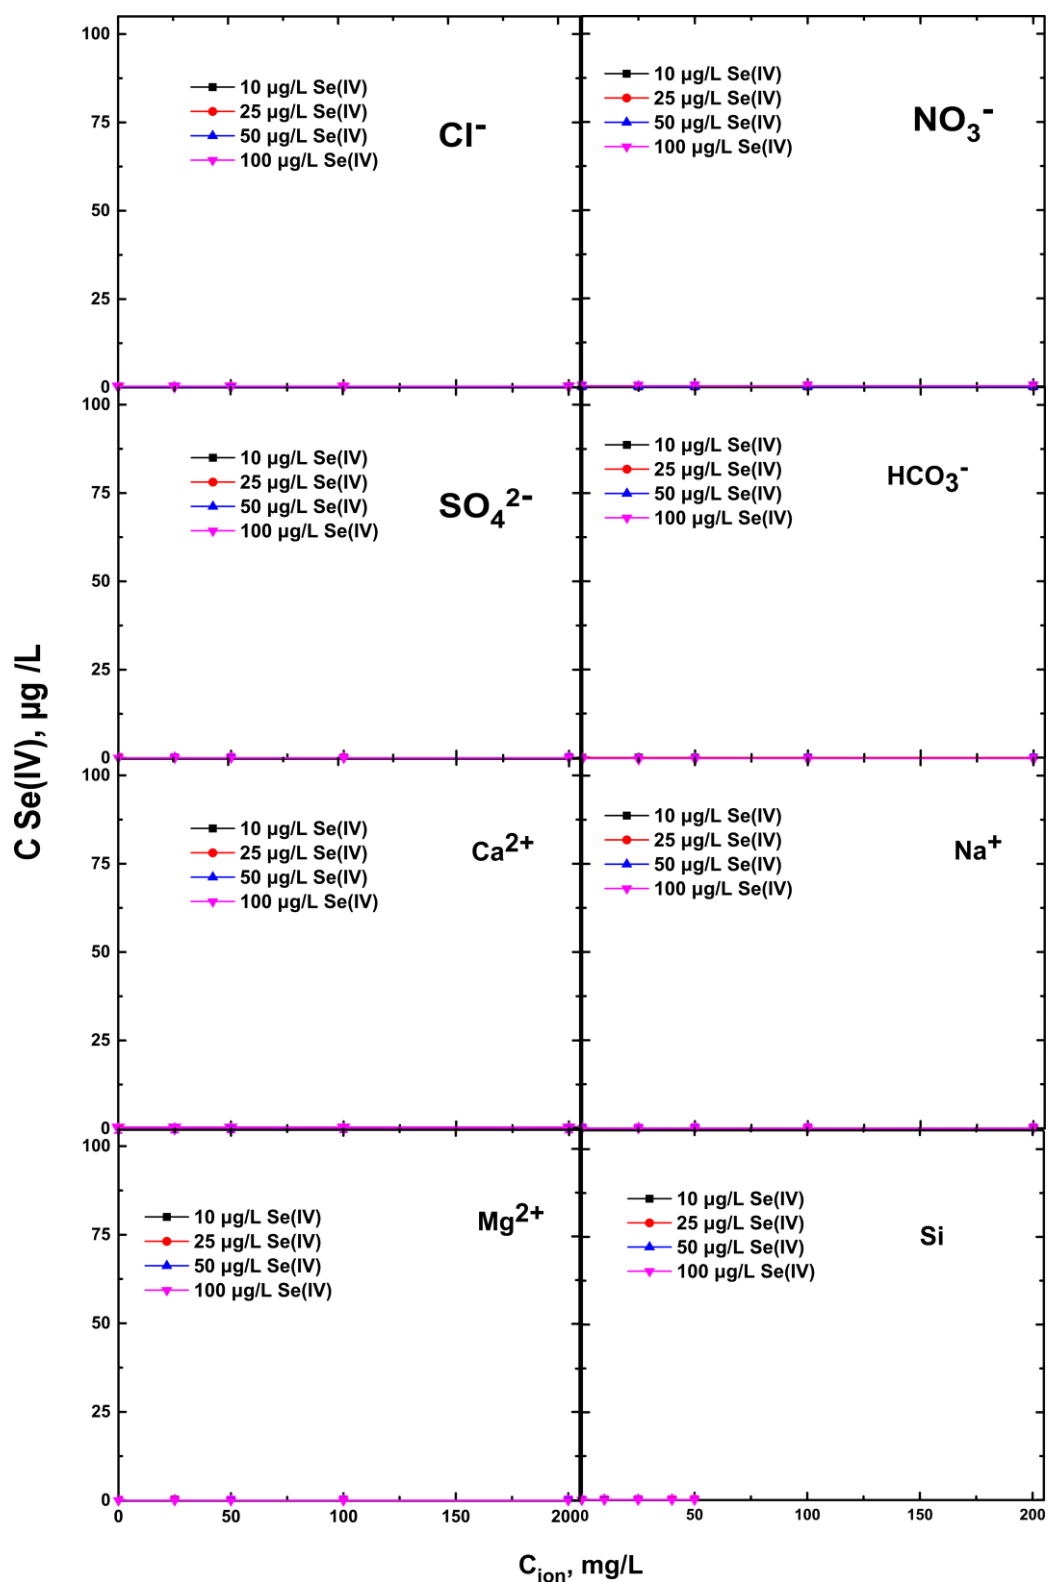 C Se(IV), µg /L
100
75
50
25
0
10 µg/L Se(IV)
25 µg/L Se(IV)
50 µg/L Se(IV)
100 µg/L Se(IV)
Cl⁻
10 µg/L Se(IV)
25 µg/L Se(IV)
50 µg/L Se(IV)
100 µg/L Se(IV)
NO₃⁻
100
75
50
25
0
10 µg/L Se(IV)
25 µg/L Se(IV)
50 µg/L Se(IV)
100 µg/L Se(IV)
SO₄²⁻
10 µg/L Se(IV)
25 µg/L Se(IV)
50 µg/L Se(IV)
100 µg/L Se(IV)
HCO₃⁻
100
75
50
25
0
10 µg/L Se(IV)
25 µg/L Se(IV)
50 µg/L Se(IV)
100 µg/L Se(IV)
Ca²⁺
10 µg/L Se(IV)
25 µg/L Se(IV)
50 µg/L Se(IV)
100 µg/L Se(IV)
Na⁺
100
75
50
25
0
10 µg/L Se(IV)
25 µg/L Se(IV)
50 µg/L Se(IV)
100 µg/L Se(IV)
Mg²⁺
10 µg/L Se(IV)
25 µg/L Se(IV)
50 µg/L Se(IV)
100 µg/L Se(IV)
Si
0 50 100 150 200
0 50 100 150 200
C_ion, mg/L